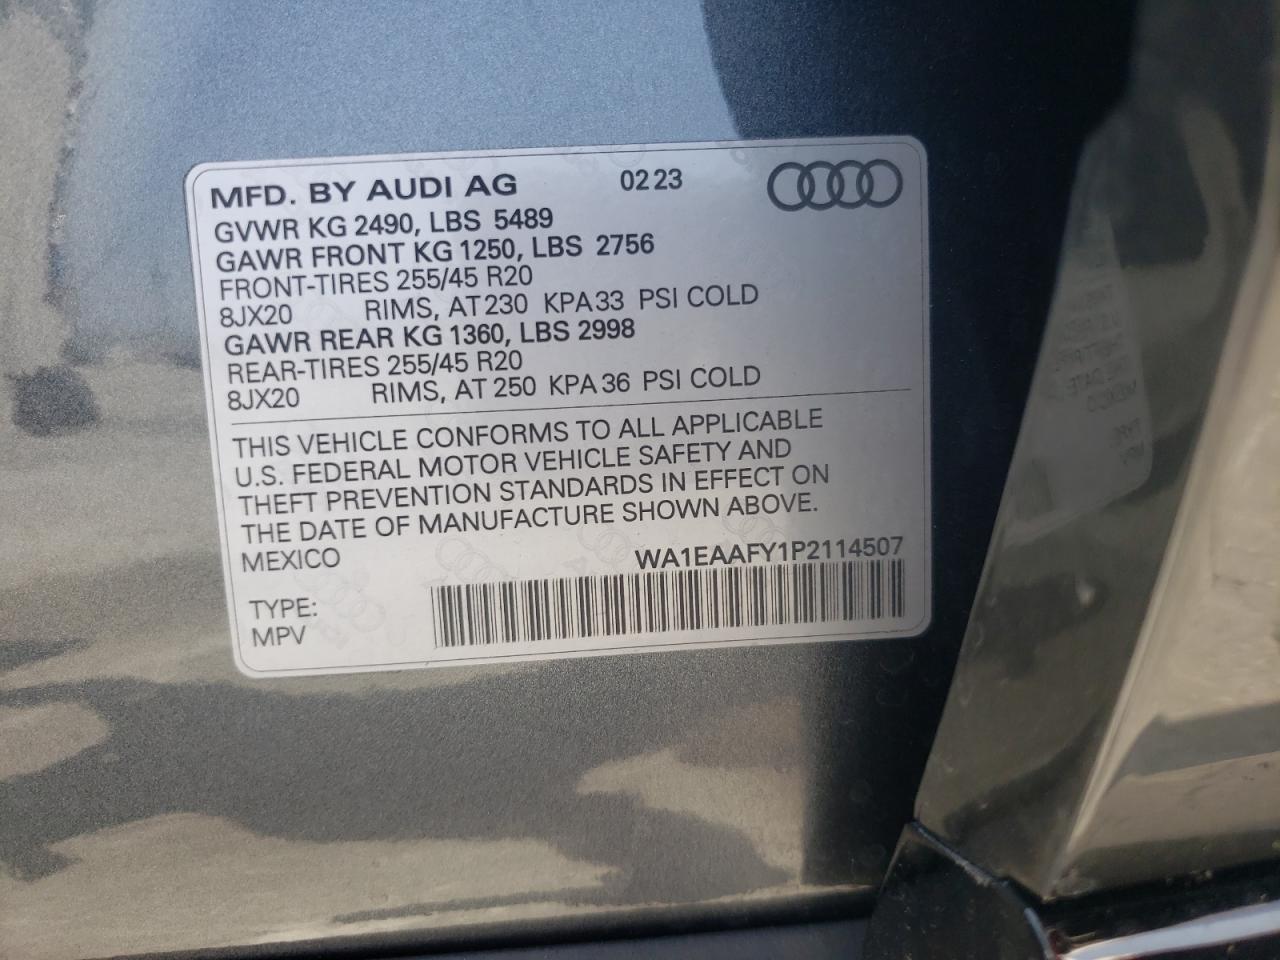 MFD. BY AUDI AG 02 23
GVWR KG 2490, LBS 5489
GAWR FRONT KG 1250, LBS 2756
FRONT-TIRES 255/45 R20
8JX20 RIMS, AT 230 KPA 33 PSI COLD
GAWR REAR KG 1360, LBS 2998
REAR-TIRES 255/45 R20
8JX20 RIMS, AT 250 KPA 36 PSI COLD
THIS VEHICLE CONFORMS TO ALL APPLICABLE
U.S. FEDERAL MOTOR VEHICLE SAFETY AND
THEFT PREVENTION STANDARDS IN EFFECT ON
THE DATE OF MANUFACTURE SHOWN ABOVE.
MEXICO WA1EAAFY1P2114507
TYPE:
MPV